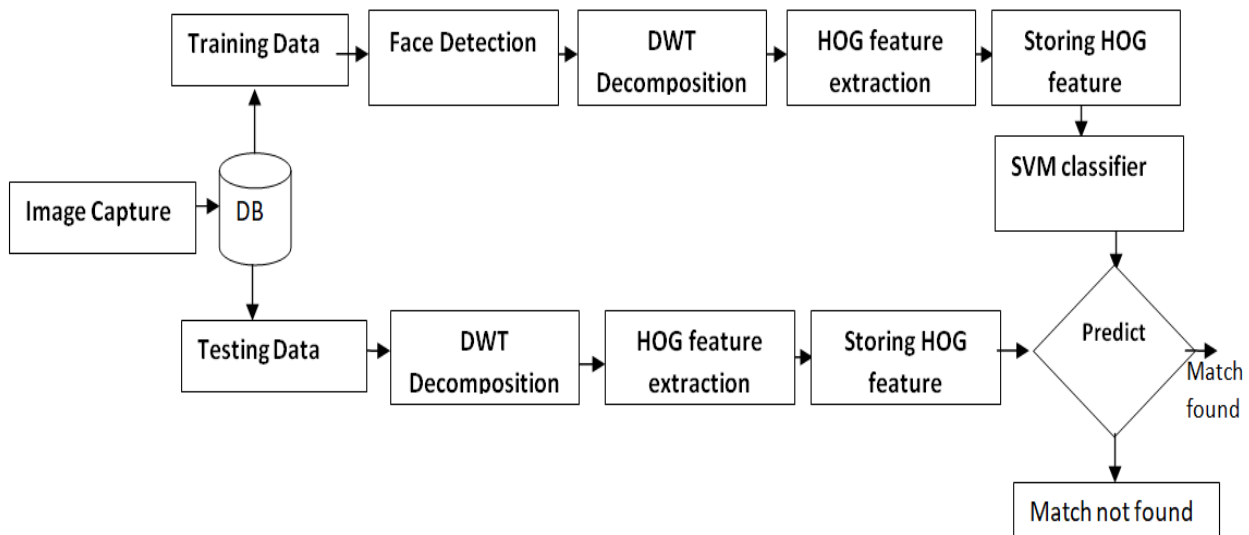 Training Data
Face Detection
DWT
Decomposition
HOG feature
extraction
Storing HOG
feature
SVM classifier
Image Capture
DB
Testing Data
DWT
Decomposition
HOG feature
extraction
Storing HOG
feature
Predict
Match
found
Match not found